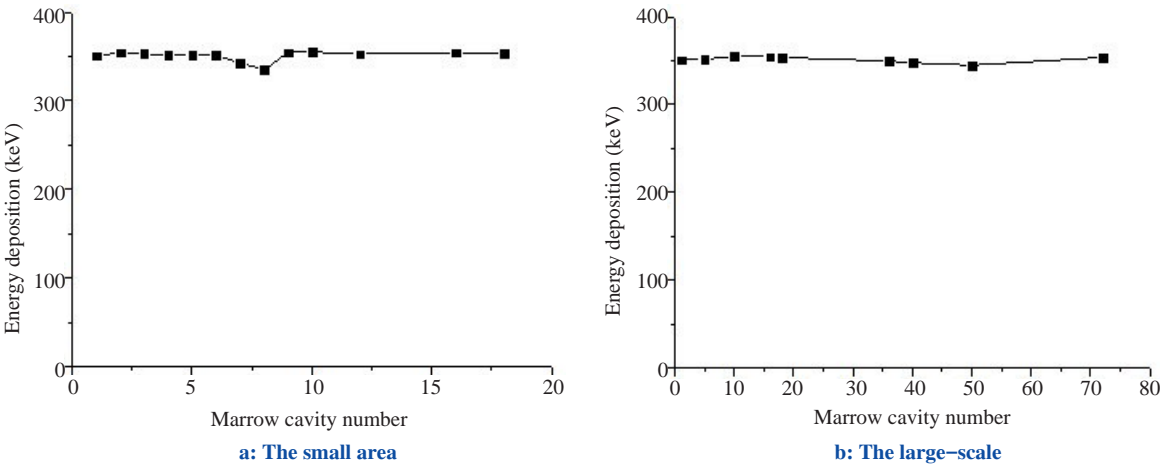 400
300
200
100
0
Energy deposition (keV)
0 5 10 15 20
Marrow cavity number
a: The small area
400
300
200
100
0
Energy deposition (keV)
0 10 20 30 40 50 60 70 80
Marrow cavity number
b: The large−scale